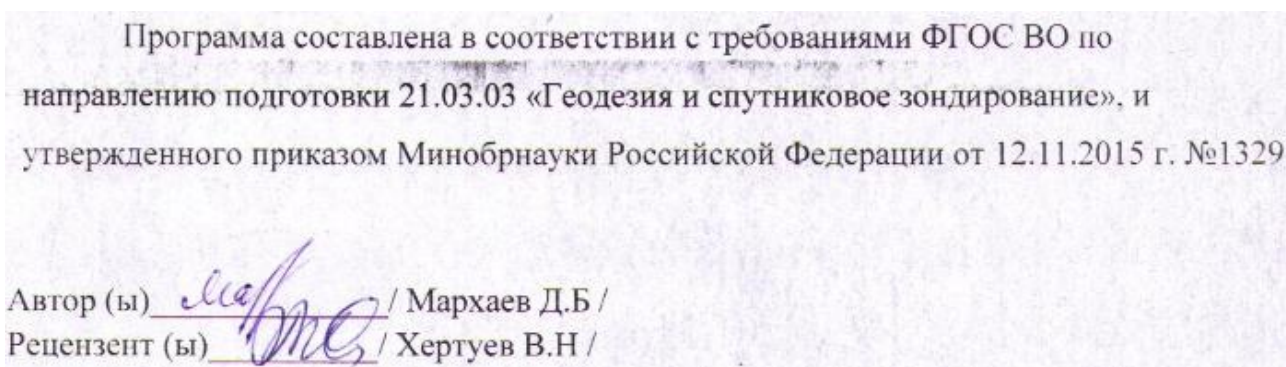 Программа составлена в соответствии с требованиями ФГОС ВО по
направлению подготовки 21.03.03 «Геодезия и спутниковое зондирование», и
утвержденного приказом Минобрнауки Российской Федерации от 12.11.2015 г. №1329
Автор (ы) / Мархаев Д.Б /
Рецензент (ы) / Хертуев В.Н /